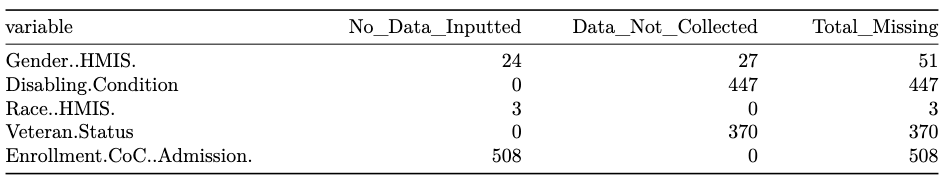 variable No_Data_Inputted Data_Not_Collected Total_Missing
Gender..HMIS. 24 27 51
Disabling.Condition 0 447 447
Race..HMIS. 3 0 3
Veteran.Status 0 370 370
Enrollment.CoC..Admission. 508 0 508